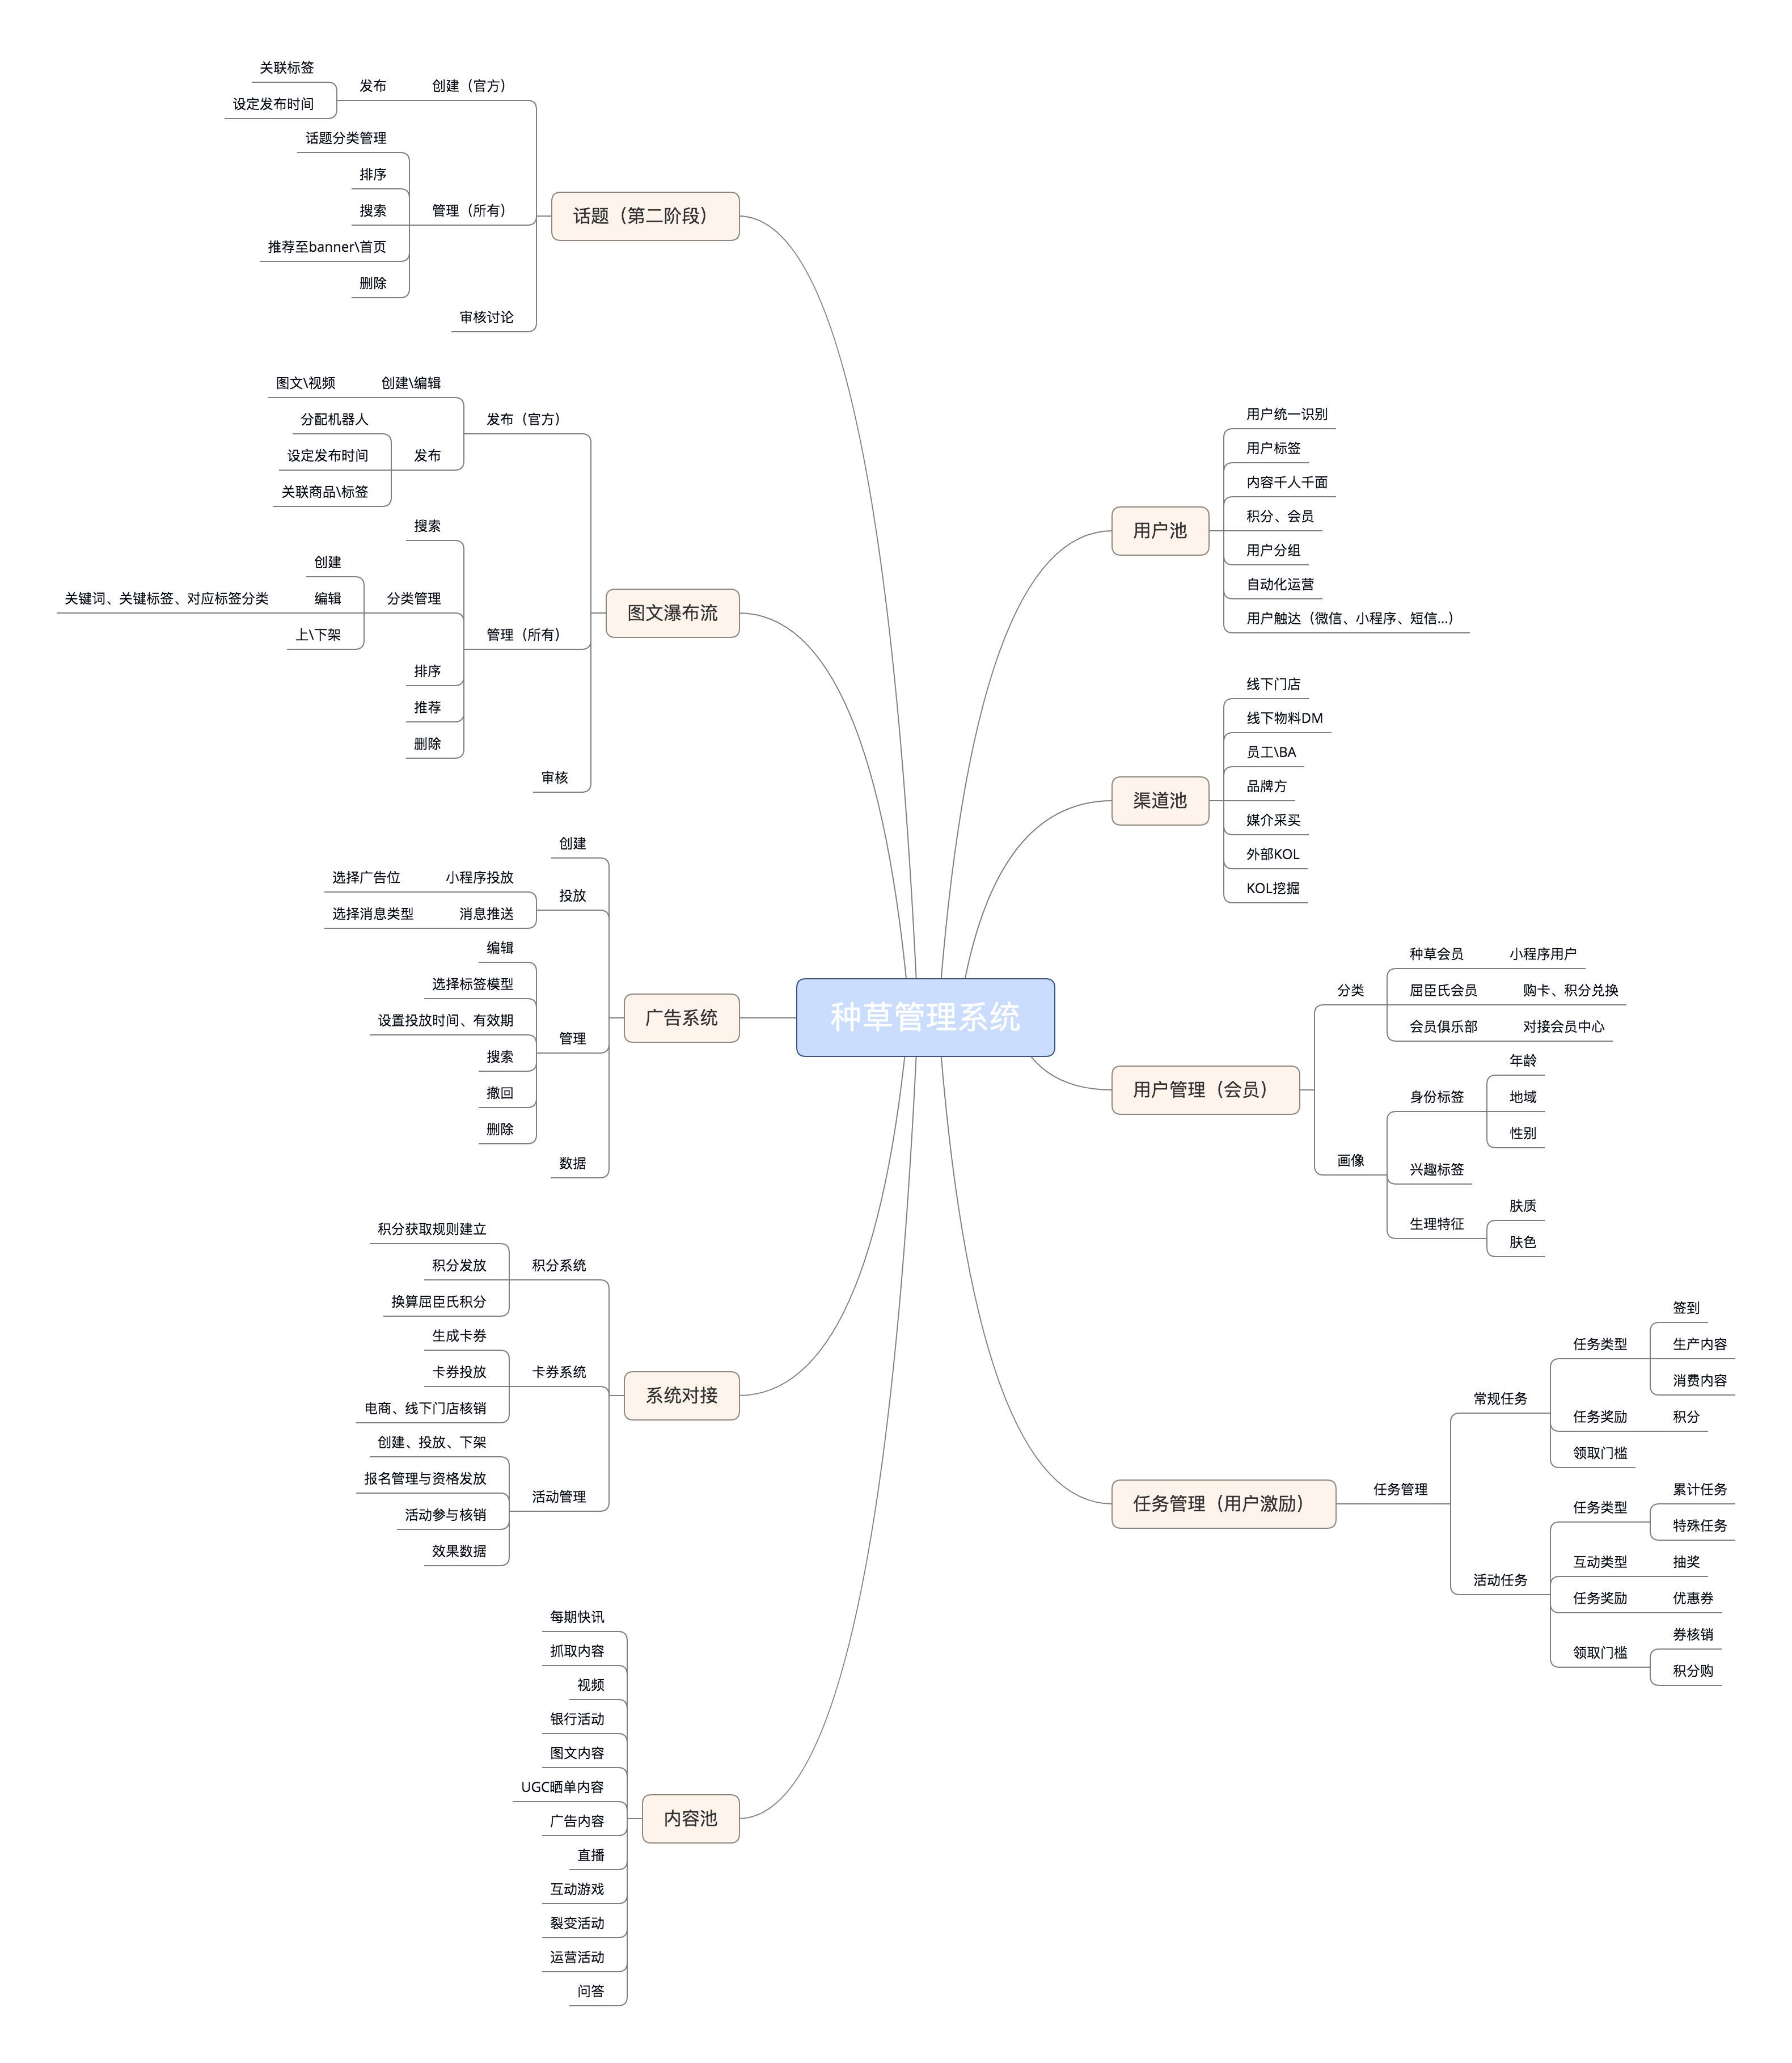 种草管理系统
话题（第二阶段）
创建（官方）
发布
关联标签
设定发布时间
管理（所有）
话题分类管理
排序
搜索
推荐至banner\首页
删除
审核讨论
图文瀑布流
发布（官方）
创建\编辑
图文\视频
发布
分配机器人
设定发布时间
关联商品\标签
管理（所有）
搜索
分类管理
创建
编辑
关键词、关键标签、对应标签分类
上\下架
排序
推荐
删除
审核
广告系统
创建
投放
小程序投放
选择广告位
消息推送
选择消息类型
管理
编辑
选择标签模型
设置投放时间、有效期
搜索
撤回
删除
数据
系统对接
积分系统
积分获取规则建立
积分发放
换算屈臣氏积分
卡券系统
生成卡券
卡券投放
电商、线下门店核销
活动管理
创建、投放、下架
报名管理与资格发放
活动参与核销
效果数据
内容池
每期快讯
抓取内容
视频
银行活动
图文内容
UGC晒单内容
广告内容
直播
互动游戏
裂变活动
运营活动
问答
用户池
用户统一识别
用户标签
内容千人千面
积分、会员
用户分组
自动化运营
用户触达（微信、小程序、短信...）
渠道池
线下门店
线下物料DM
员工\BA
品牌方
媒介采买
外部KOL
KOL挖掘
用户管理（会员）
分类
种草会员
小程序用户
屈臣氏会员
购卡、积分兑换
会员俱乐部
对接会员中心
画像
身份标签
年龄
地域
性别
兴趣标签
生理特征
肤质
肤色
任务管理（用户激励）
任务管理
常规任务
任务类型
签到
生产内容
消费内容
任务奖励
积分
领取门槛
活动任务
任务类型
累计任务
特殊任务
互动类型
抽奖
任务奖励
优惠券
领取门槛
券核销
积分购